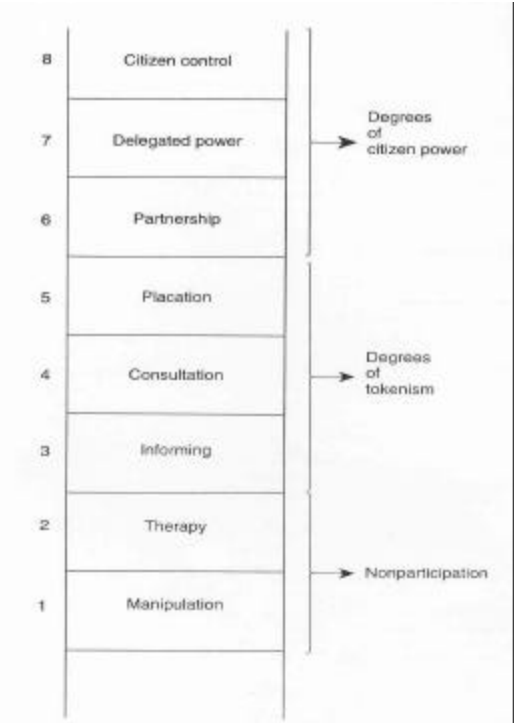 8 Citizen control
7 Delegated power
Degrees
of
citizen power
6 Partnership
5 Placation
4 Consultation
Degrees
of
tokenism
3 Informing
2 Therapy
Nonparticipation
1 Manipulation